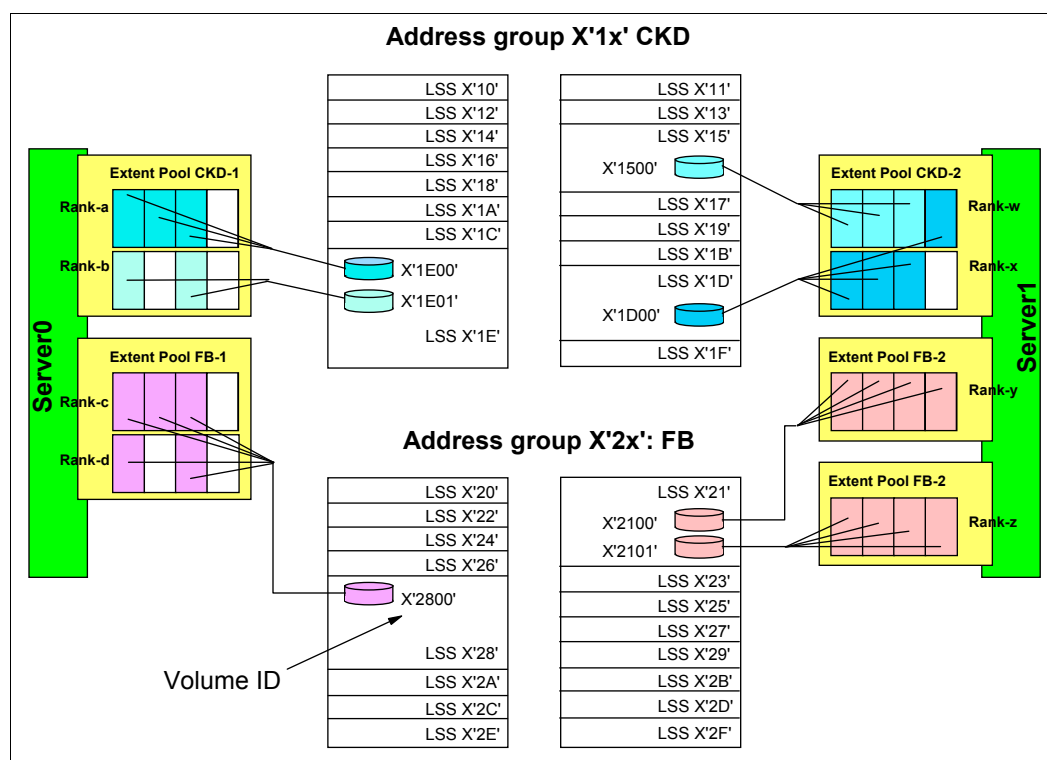 Address group X'1x' CKD
LSS X'10'
LSS X'12'
LSS X'14'
LSS X'16'
LSS X'18'
LSS X'1A'
LSS X'1C'
X'1E00'
X'1E01'
LSS X'1E'
LSS X'11'
LSS X'13'
LSS X'15'
X'1500'
LSS X'17'
LSS X'19'
LSS X'1B'
LSS X'1D'
X'1D00'
LSS X'1F'
Server0
Extent Pool CKD-1
Rank-a
Rank-b
Extent Pool FB-1
Rank-c
Rank-d
Server1
Extent Pool CKD-2
Rank-w
Rank-x
Extent Pool FB-2
Rank-y
Extent Pool FB-2
Rank-z
Address group X'2x': FB
LSS X'20'
LSS X'22'
LSS X'24'
LSS X'26'
X'2800'
LSS X'28'
LSS X'2A'
LSS X'2C'
LSS X'2E'
Volume ID
LSS X'21'
X'2100'
X'2101'
LSS X'23'
LSS X'25'
LSS X'27'
LSS X'29'
LSS X'2B'
LSS X'2D'
LSS X'2F'